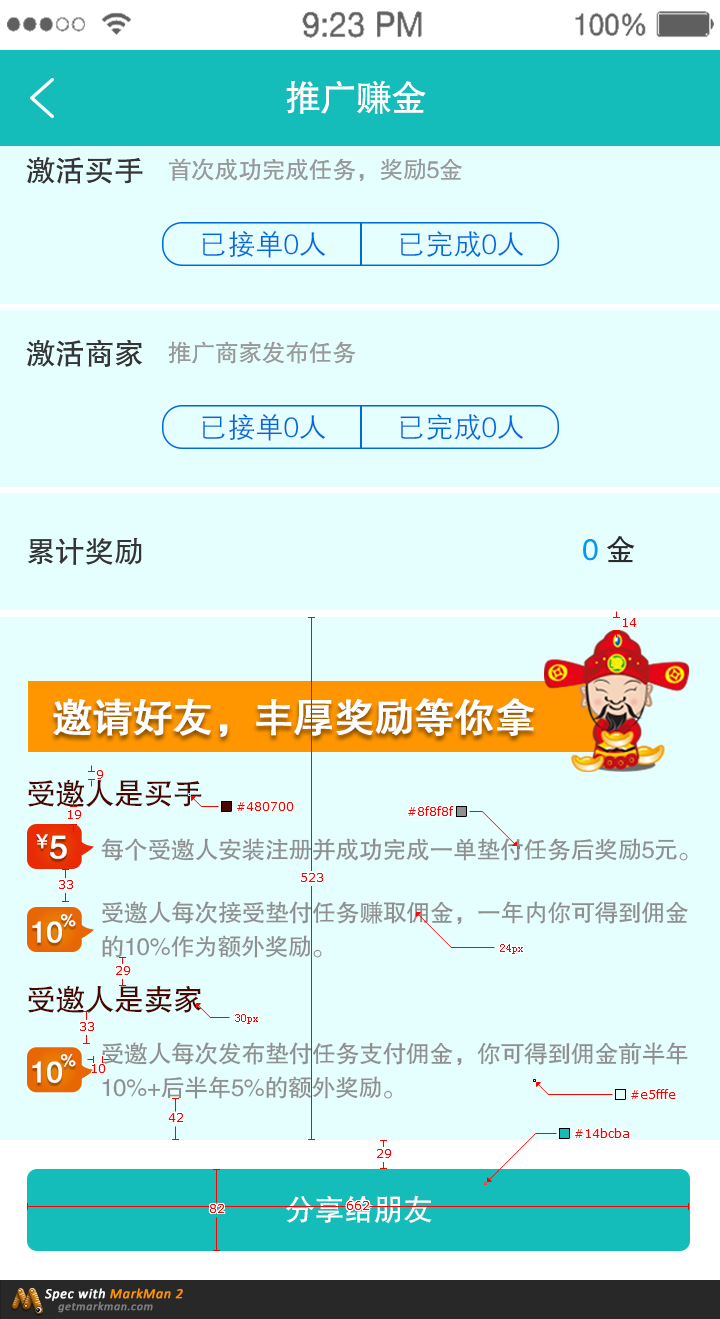 9:23 PM 100%
推广赚金
激活买手 首次成功完成任务，奖励5金
已接单0人 已完成0人
激活商家 推广商家发布任务
已接单0人 已完成0人
累计奖励 0 金
14
邀请好友，丰厚奖励等你拿
9
受邀人是买手
#480700 #8f8f8f
19
¥5 每个受邀人安装注册并成功完成一单垫付任务后奖励5元。
33 523
10% 受邀人每次接受垫付任务赚取佣金，一年内你可得到佣金
的10%作为额外奖励。
24px
29
受邀人是卖家
30px
33
10% 10 受邀人每次发布垫付任务支付佣金，你可得到佣金前半年
10%+后半年5%的额外奖励。
#e5fffe
42
#14bcba
29
82 662
分享给朋友
Spec with MarkMan 2
getmarkman.com